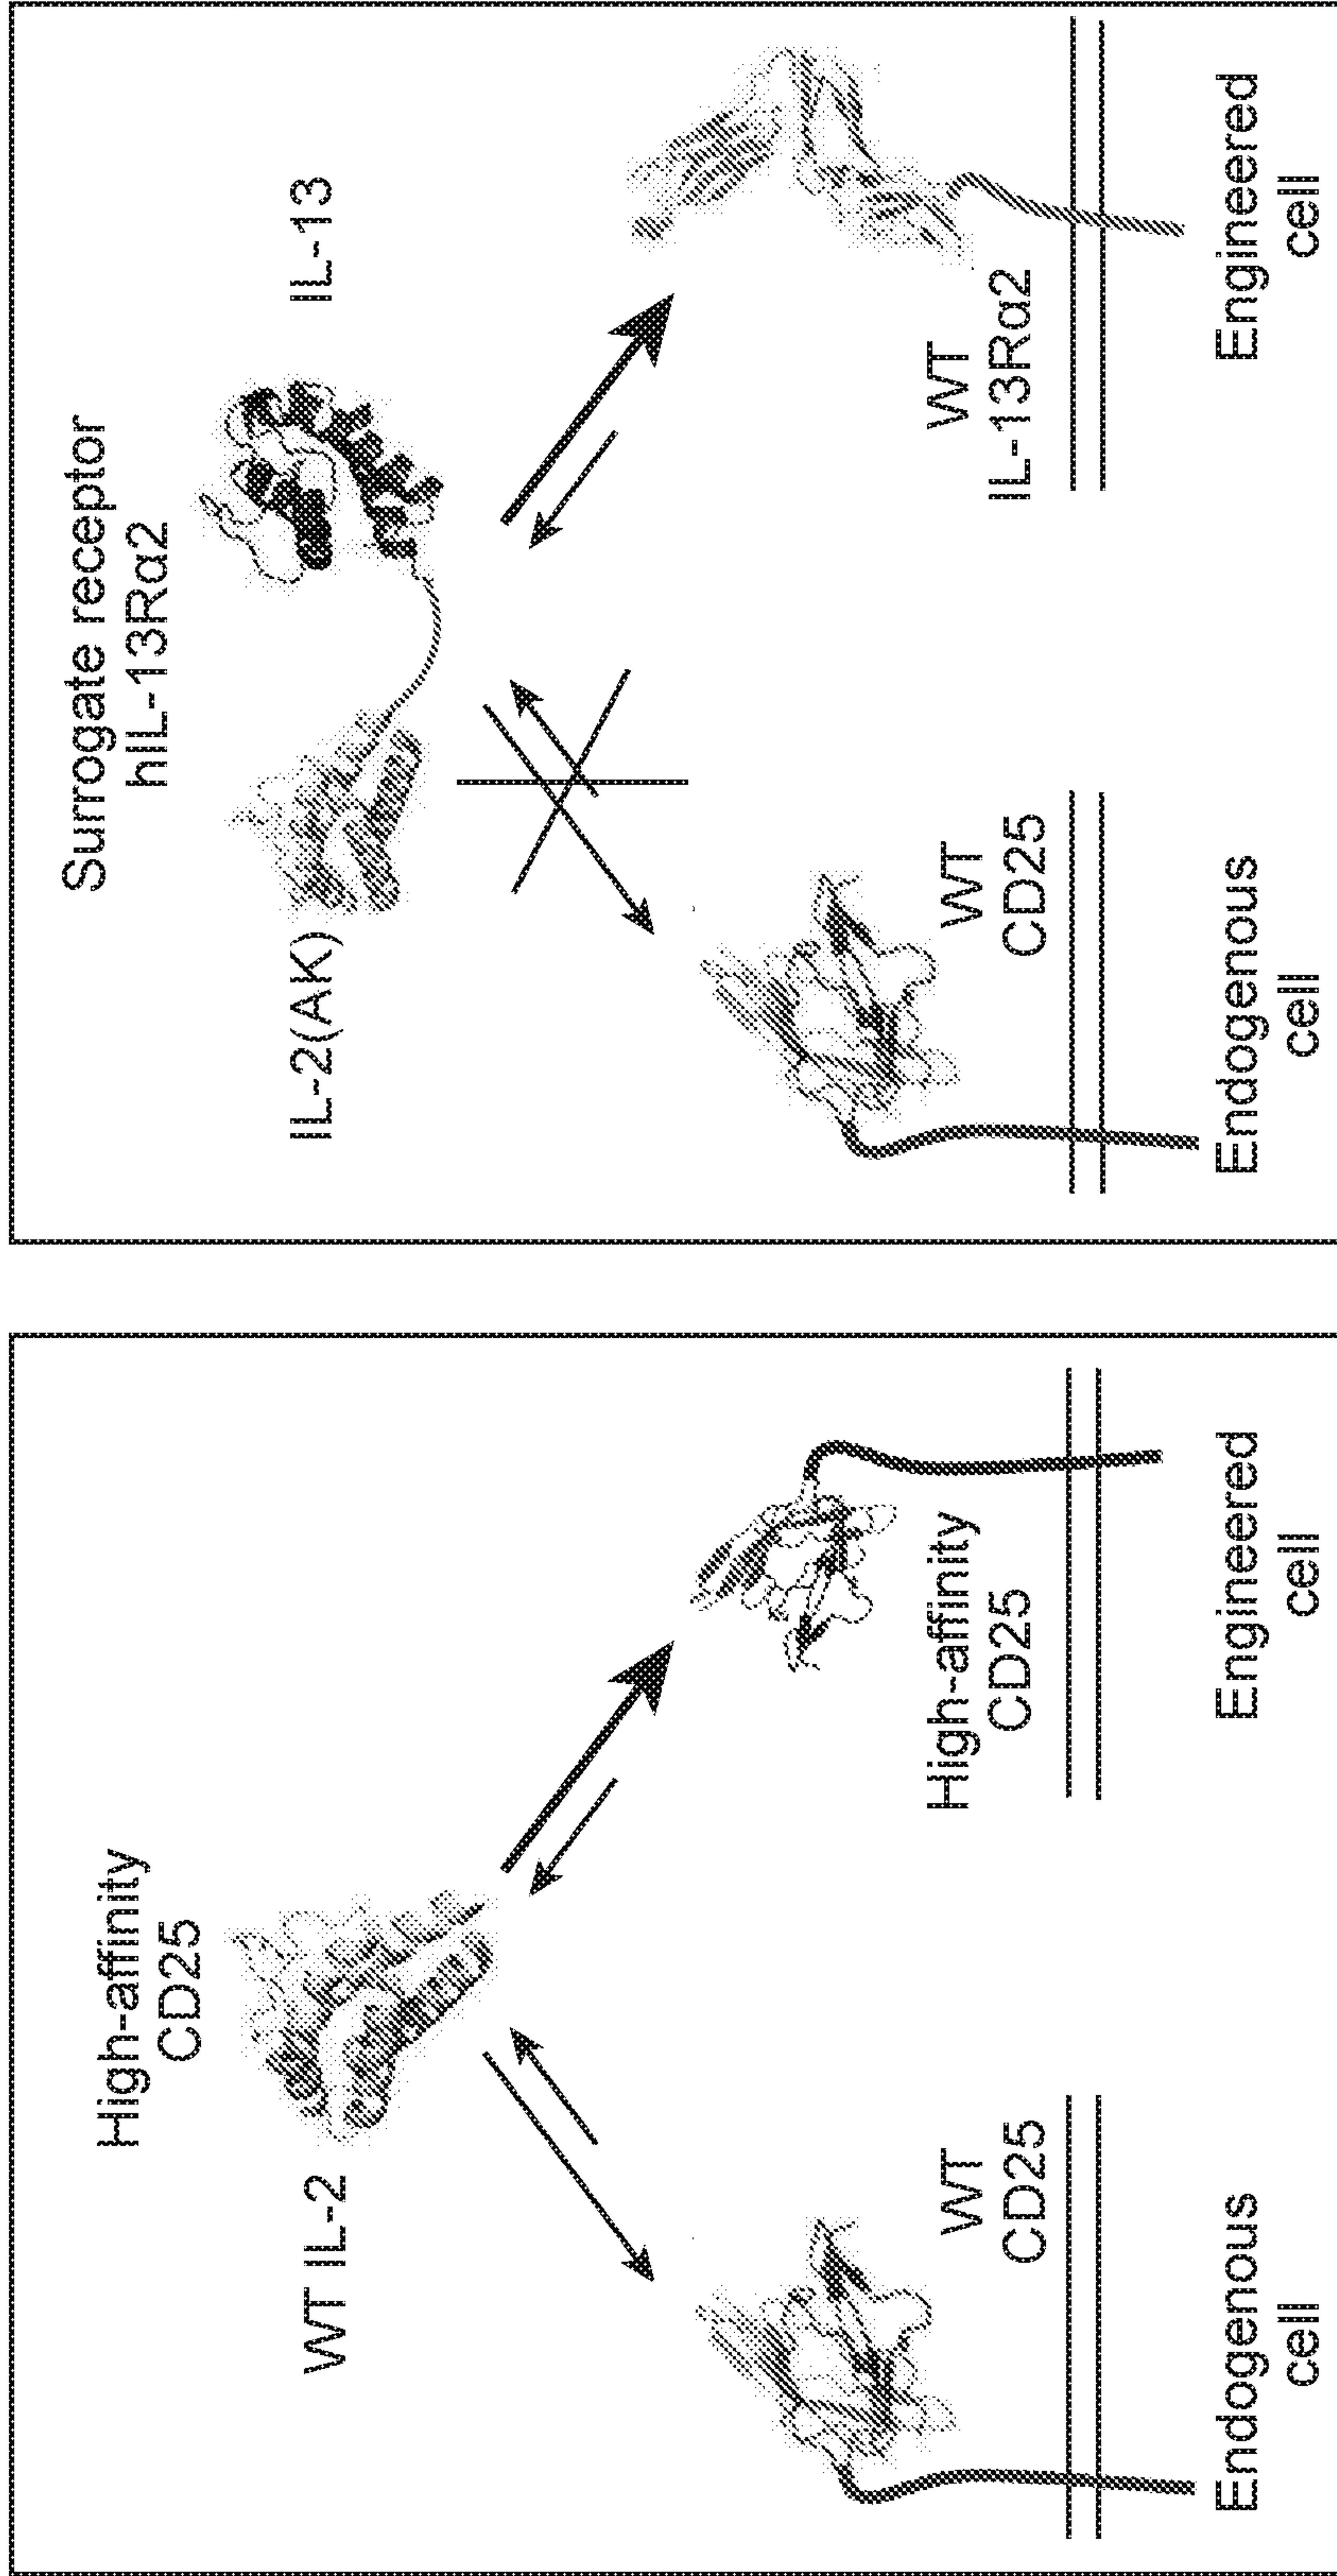 High-affinity
CD25
WT IL-2
WT
CD25
High-affinity
CD25
Endogenous
cell
Engineered
cell
Surrogate receptor
hIL-13Rα2
IL-2(AK)
IL-13
WT
CD25
WT
IL-13Rα2
Endogenous
cell
Engineered
cell